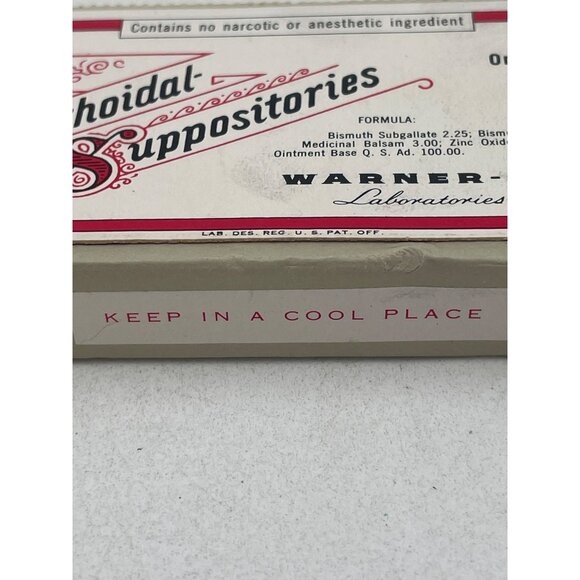 Contains no narcotic or anesthetic ingredient
hoidal-
Suppositories
FORMULA:
Bismuth Subgallate 2.25; Bism
Medicinal Balsam 3.00; Zinc Oxid
Ointment Base Q. S. Ad. 100.00.
WARNER-
Laboratories
LAB. DES. REG. U. S. PAT. OFF.
KEEP IN A COOL PLACE